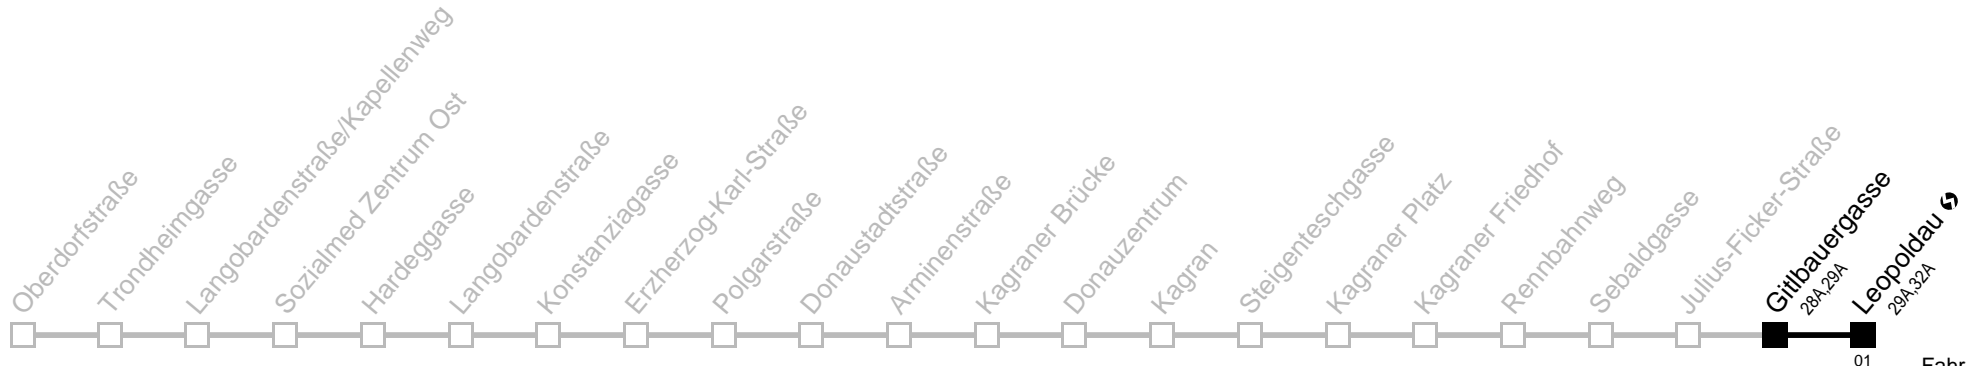 Oberdorfstraße
Trondheimgasse
Langobardenstraße/Kapellenweg
Sozialmed Zentrum Ost
Hardeggasse
Langobardenstraße
Konstanziagasse
Erzherzog-Karl-Straße
Polgarstraße
Donaustadtstraße
Arminenstraße
Kagraner Brücke
Donauzentrum
Kagran
Steigenteschgasse
Kagraner Platz
Kagraner Friedhof
Rennbahnweg
Sebaldgasse
Julius-Ficker-Straße
Gitlbauergasse
28A,29A
Leopoldau
29A,32A
01
Fahr